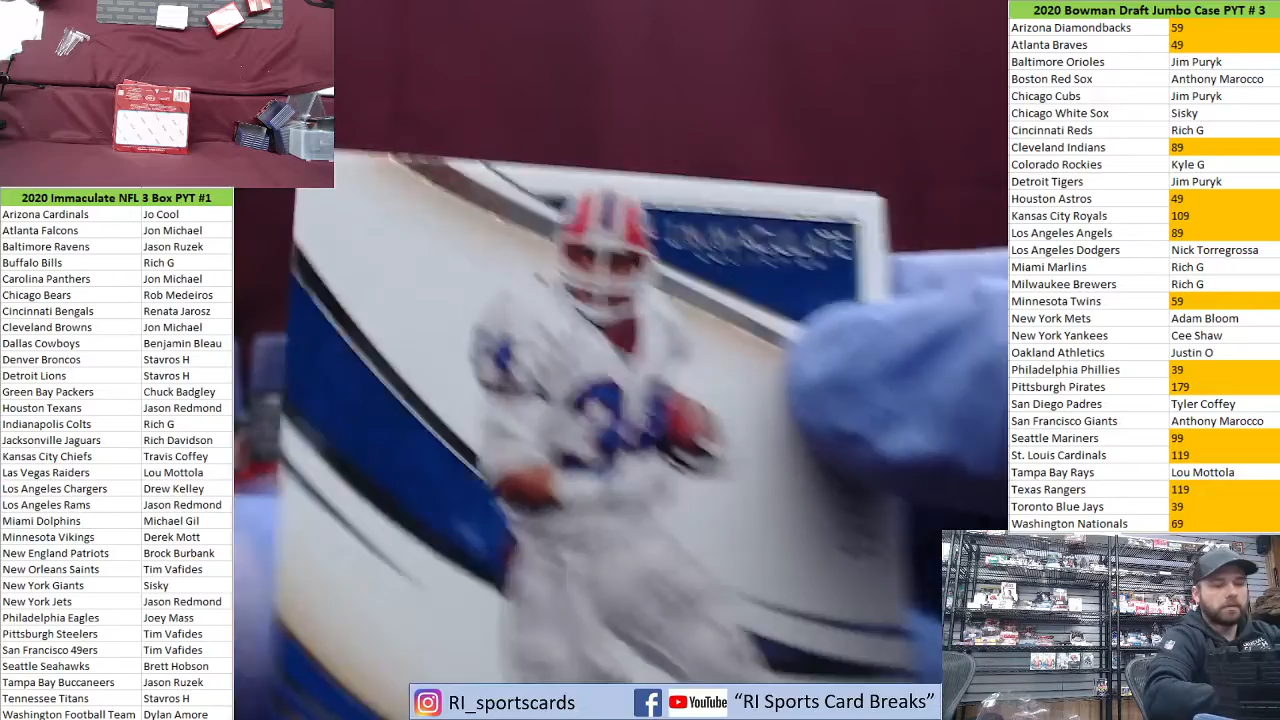 2020 Immaculate NFL 3 Box PYT #1
Arizona Cardinals Jo Cool
Atlanta Falcons Jon Michael
Baltimore Ravens Jason Ruzek
Buffalo Bills Rich G
Carolina Panthers Jon Michael
Chicago Bears Rob Medeiros
Cincinnati Bengals Renata Jarosz
Cleveland Browns Jon Michael
Dallas Cowboys Benjamin Bleau
Denver Broncos Stavros H
Detroit Lions Stavros H
Green Bay Packers Chuck Badgley
Houston Texans Jason Redmond
Indianapolis Colts Rich G
Jacksonville Jaguars Rich Davidson
Kansas City Chiefs Travis Coffey
Las Vegas Raiders Lou Mottola
Los Angeles Chargers Drew Kelley
Los Angeles Rams Jason Redmond
Miami Dolphins Michael Gil
Minnesota Vikings Derek Mott
New England Patriots Brock Burbank
New Orleans Saints Tim Vafides
New York Giants Sisky
New York Jets Jason Redmond
Philadelphia Eagles Joey Mass
Pittsburgh Steelers Tim Vafides
San Francisco 49ers Tim Vafides
Seattle Seahawks Brett Hobson
Tampa Bay Buccaneers Jason Ruzek
Tennessee Titans Stavros H
Washington Football Team Dylan Amore
IMMACULATE
34
RI_sportscards
YouTube
"RI Sports Card Breaks"
2020 Bowman Draft Jumbo Case PYT # 3
Arizona Diamondbacks 59
Atlanta Braves 49
Baltimore Orioles Jim Puryk
Boston Red Sox Anthony Marocco
Chicago Cubs Jim Puryk
Chicago White Sox Sisky
Cincinnati Reds Rich G
Cleveland Indians 89
Colorado Rockies Kyle G
Detroit Tigers Jim Puryk
Houston Astros 49
Kansas City Royals 109
Los Angeles Angels 89
Los Angeles Dodgers Nick Torregrossa
Miami Marlins Rich G
Milwaukee Brewers Rich G
Minnesota Twins 59
New York Mets Adam Bloom
New York Yankees Cee Shaw
Oakland Athletics Justin O
Philadelphia Phillies 39
Pittsburgh Pirates 179
San Diego Padres Tyler Coffey
San Francisco Giants Anthony Marocco
Seattle Mariners 99
St. Louis Cardinals 119
Tampa Bay Rays Lou Mottola
Texas Rangers 119
Toronto Blue Jays 39
Washington Nationals 69